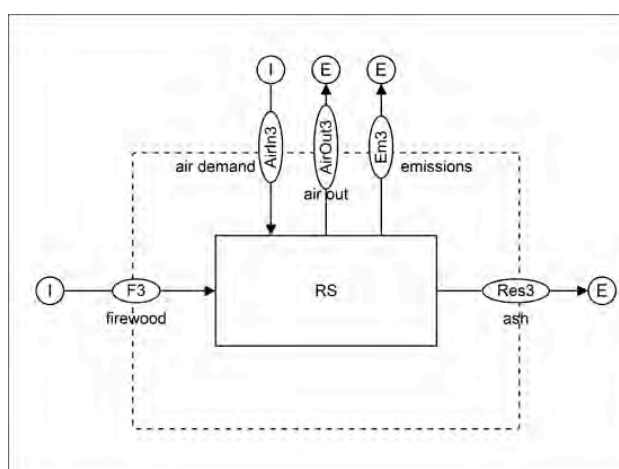 I E E
AirIn3 AirOut3 Em3
air demand emissions
air out
I F3 RS Res3 E
firewood ash